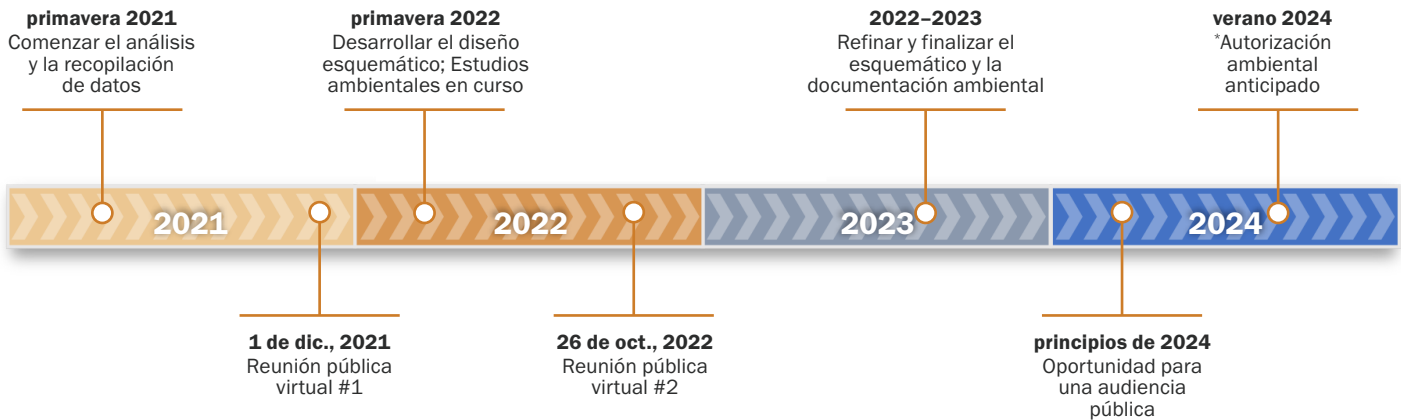 primavera 2021
Comenzar el análisis
y la recopilación
de datos
primavera 2022
Desarrollar el diseño
esquemático; Estudios
ambientales en curso
2022–2023
Refinar y finalizar el
esquemático y la
documentación ambiental
verano 2024
*Autorización
ambiental
anticipado
2021
2022
2023
2024
1 de dic., 2021
Reunión pública
virtual #1
26 de oct., 2022
Reunión pública
virtual #2
principios de 2024
Oportunidad para
una audiencia
pública